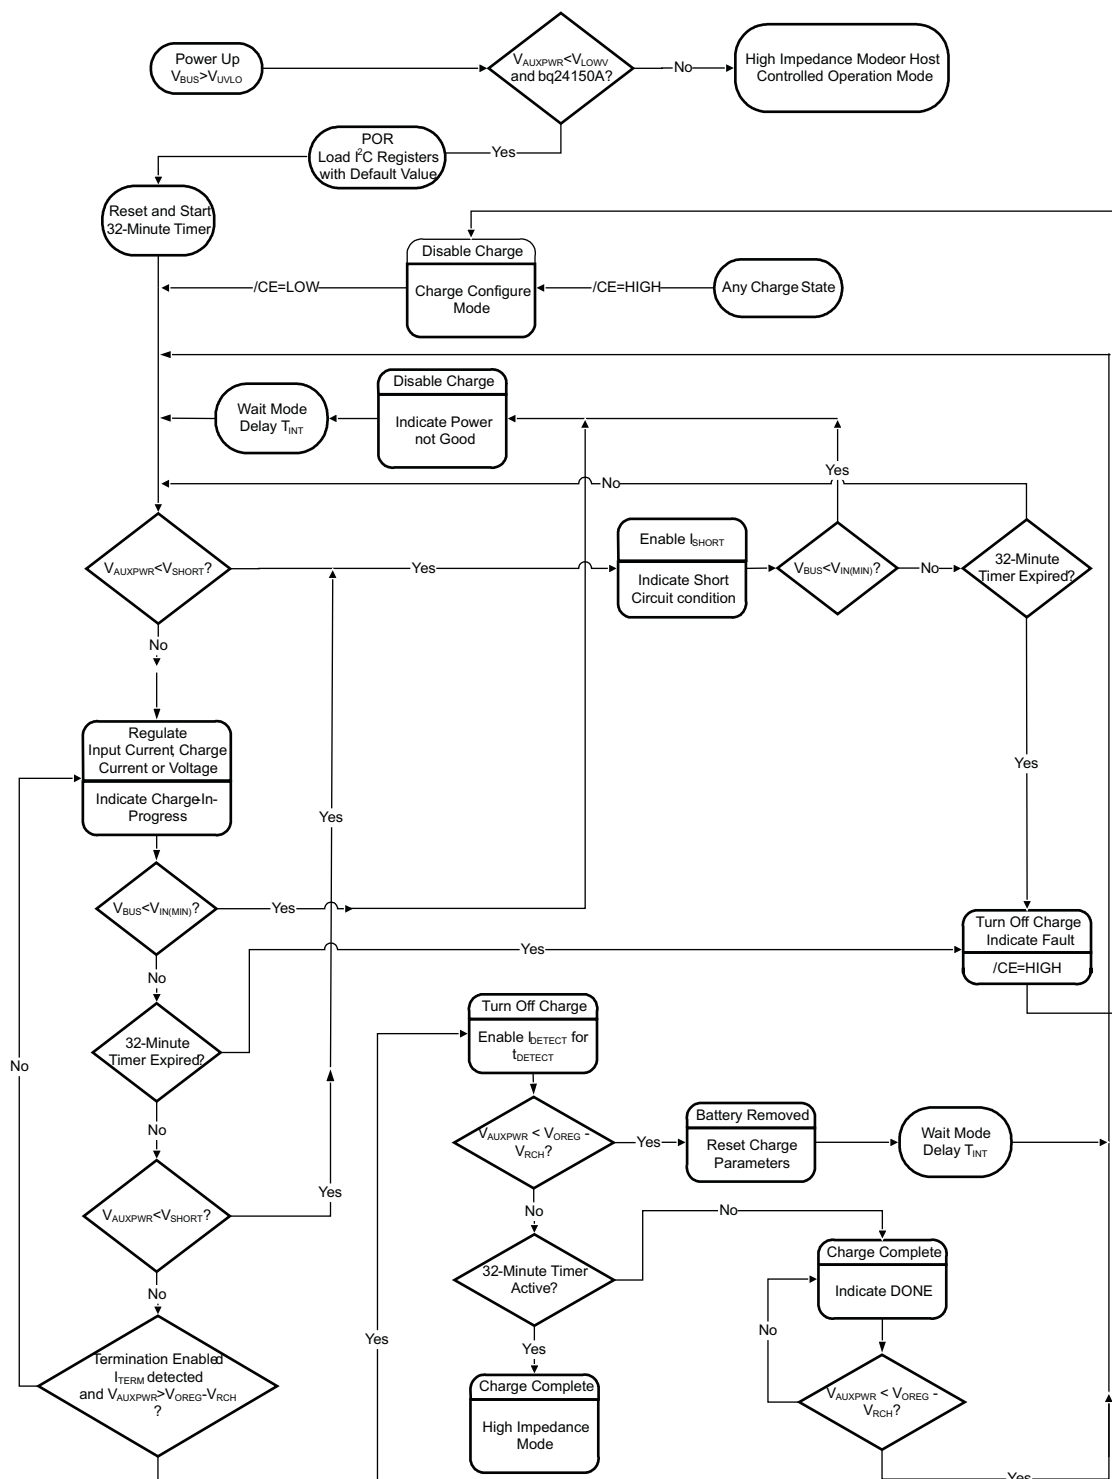 Power Up
VBUS>VUVLO
VAUXPWR<VLOWV
and bq24150A?
No
High Impedance Modeor Host
Controlled Operation Mode
Yes
POR
Load I2C Registers
with Default Value
Reset and Start
32-Minute Timer
Disable Charge
Charge Configure
Mode
/CE=LOW
/CE=HIGH
Any Charge State
Disable Charge
Indicate Power
not Good
Wait Mode
Delay TINT
Yes
No
VAUXPWR<VSHORT?
Yes
Enable ISHORT
Indicate Short
Circuit condition
VBUS<VIN(MIN)?
No
32-Minute
Timer Expired?
No
Regulate
Input Current, Charge
Current or Voltage
Indicate Charge-In-
Progress
Yes
Yes
VBUS<VIN(MIN)?
Yes
Turn Off Charge
Indicate Fault
/CE=HIGH
Yes
No
32-Minute
Timer Expired?
No
Turn Off Charge
Enable IDETECT for
tDETECT
VAUXPWR < VOREG -
VRCH?
Yes
Battery Removed
Reset Charge
Parameters
Wait Mode
Delay TINT
No
VAUXPWR<VSHORT?
Yes
No
No
32-Minute Timer
Active?
Charge Complete
Indicate DONE
No
Yes
No
Yes
Termination Enabled
ITERM detected
and VAUXPWR>VOREG-VRCH
?
Charge Complete
High Impedance
Mode
VAUXPWR < VOREG -
VRCH?
Yes